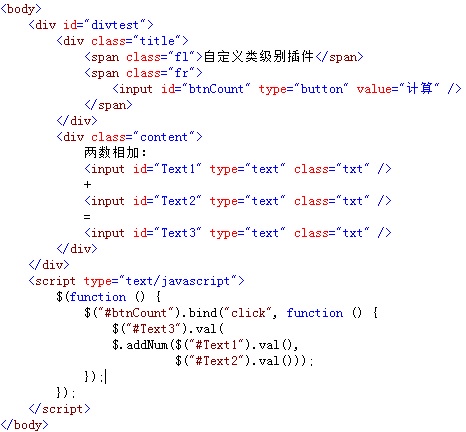 <body>
    <div id="divtest">
        <div class="title">
            <span class="fl">自定义类级别插件</span>
            <span class="fr">
                <input id="btnCount" type="button" value="计算" />
            </span>
        </div>
        <div class="content">
            两数相加：
            <input id="Text1" type="text" class="txt" />
            +
            <input id="Text2" type="text" class="txt" />
            =
            <input id="Text3" type="text" class="txt" />
        </div>
    </div>
    <script type="text/javascript">
        $(function () {
            $("#btnCount").bind("click", function () {
                $("#Text3").val(
                $.addNum($("#Text1").val(),
                         $("#Text2").val()));
            });
        });
    </script>
</body>